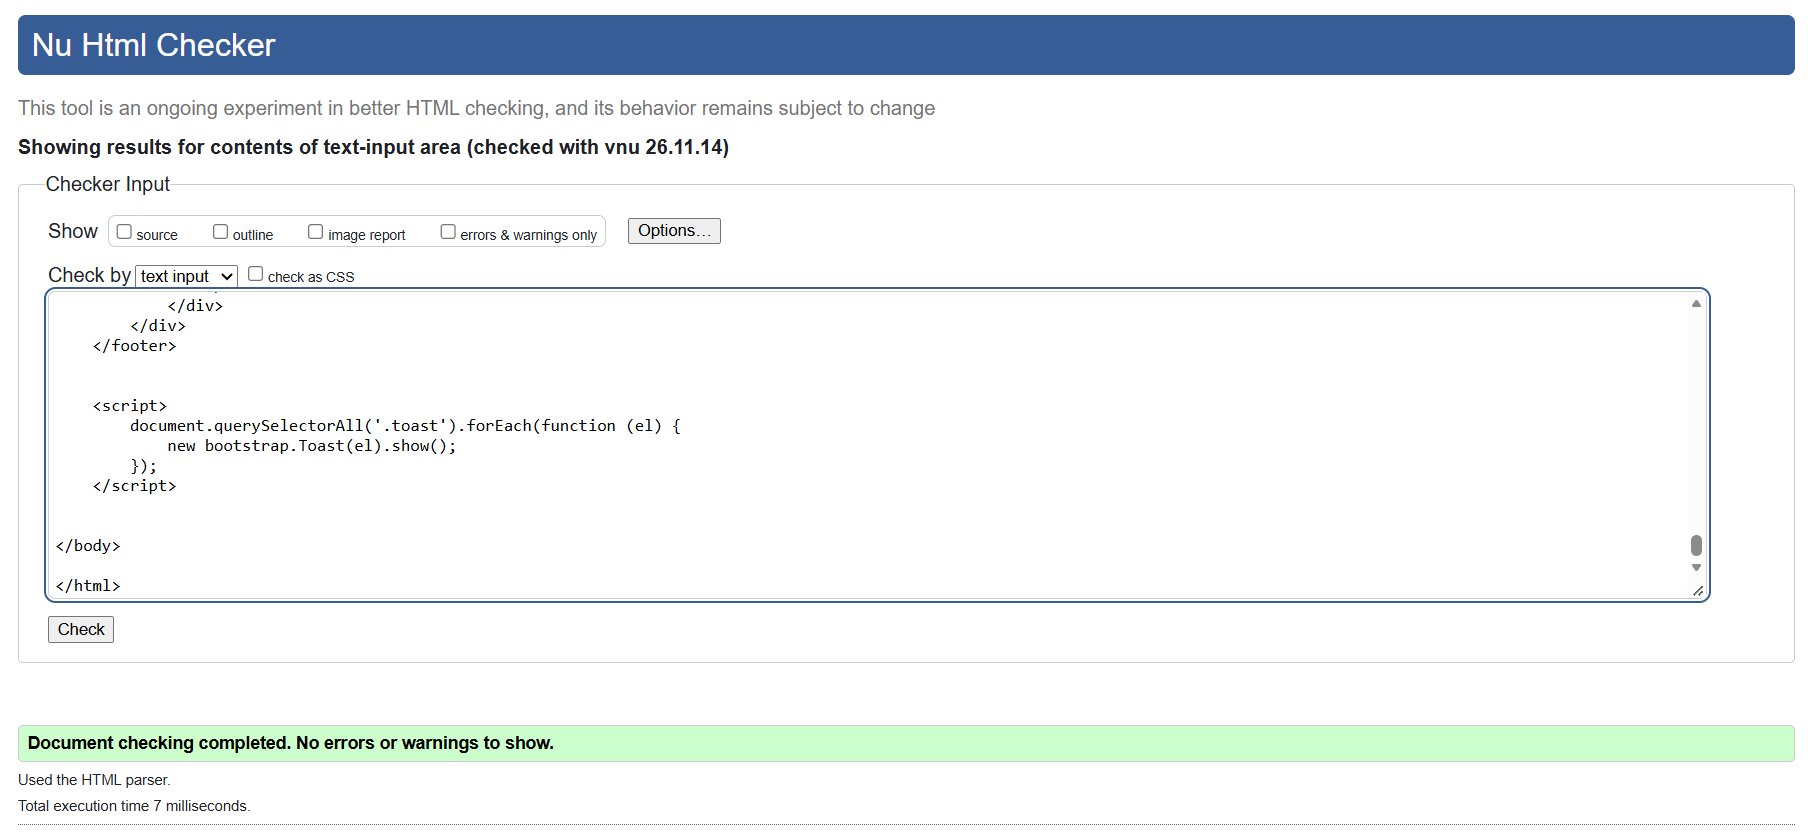 Nu Html Checker
This tool is an ongoing experiment in better HTML checking, and its behavior remains subject to change
Showing results for contents of text-input area (checked with vnu 26.11.14)
Checker Input
Show source outline image report errors & warnings only Options...
Check by text input check as CSS
</div>
</div>
</footer>
<script>
document.querySelectorAll('.toast').forEach(function (el) {
new bootstrap.Toast(el).show();
});
</script>
</body>
</html>
Check
Document checking completed. No errors or warnings to show.
Used the HTML parser.
Total execution time 7 milliseconds.